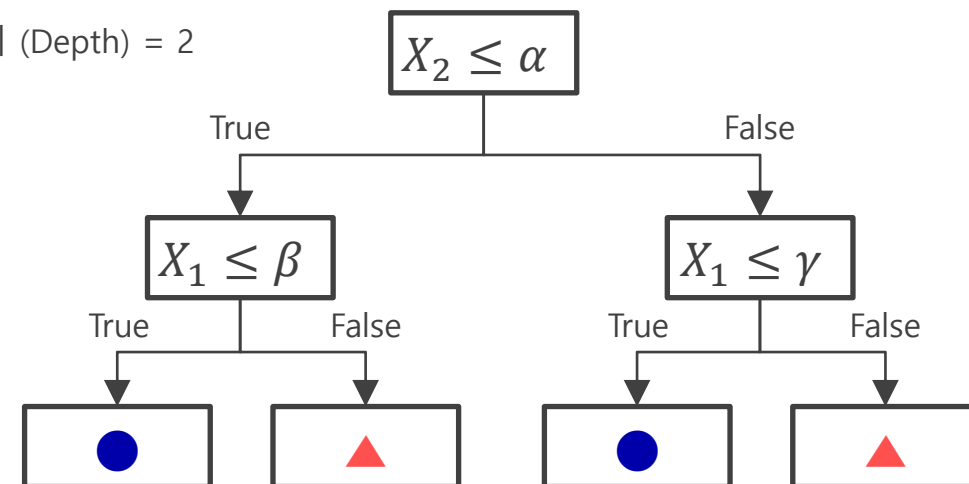 (Depth) = 2
X₂ ≤ α
True False
X₁ ≤ β X₁ ≤ γ
True False True False